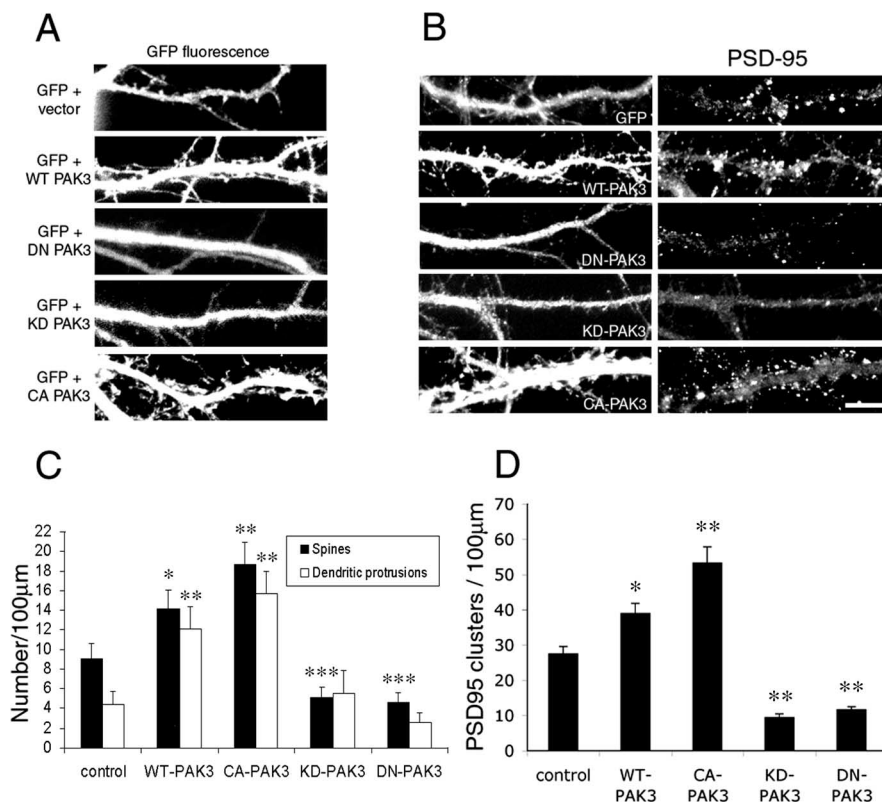 A
GFP fluorescence
GFP +
vector
GFP +
WT PAK3
GFP +
DN PAK3
GFP +
KD PAK3
GFP +
CA PAK3
B
PSD-95
GFP
WT-PAK3
DN-PAK3
KD-PAK3
CA-PAK3
C
Number/100µm
22
20
18
16
14
12
10
8
6
4
2
0
* ** ** ** *** ***
Spines
Dendritic protrusions
control WT-PAK3 CA-PAK3 KD-PAK3 DN-PAK3
D
PSD95 clusters / 100µm
70
60
50
40
30
20
10
0
* ** ** **
control WT-PAK3 CA-PAK3 KD-PAK3 DN-PAK3